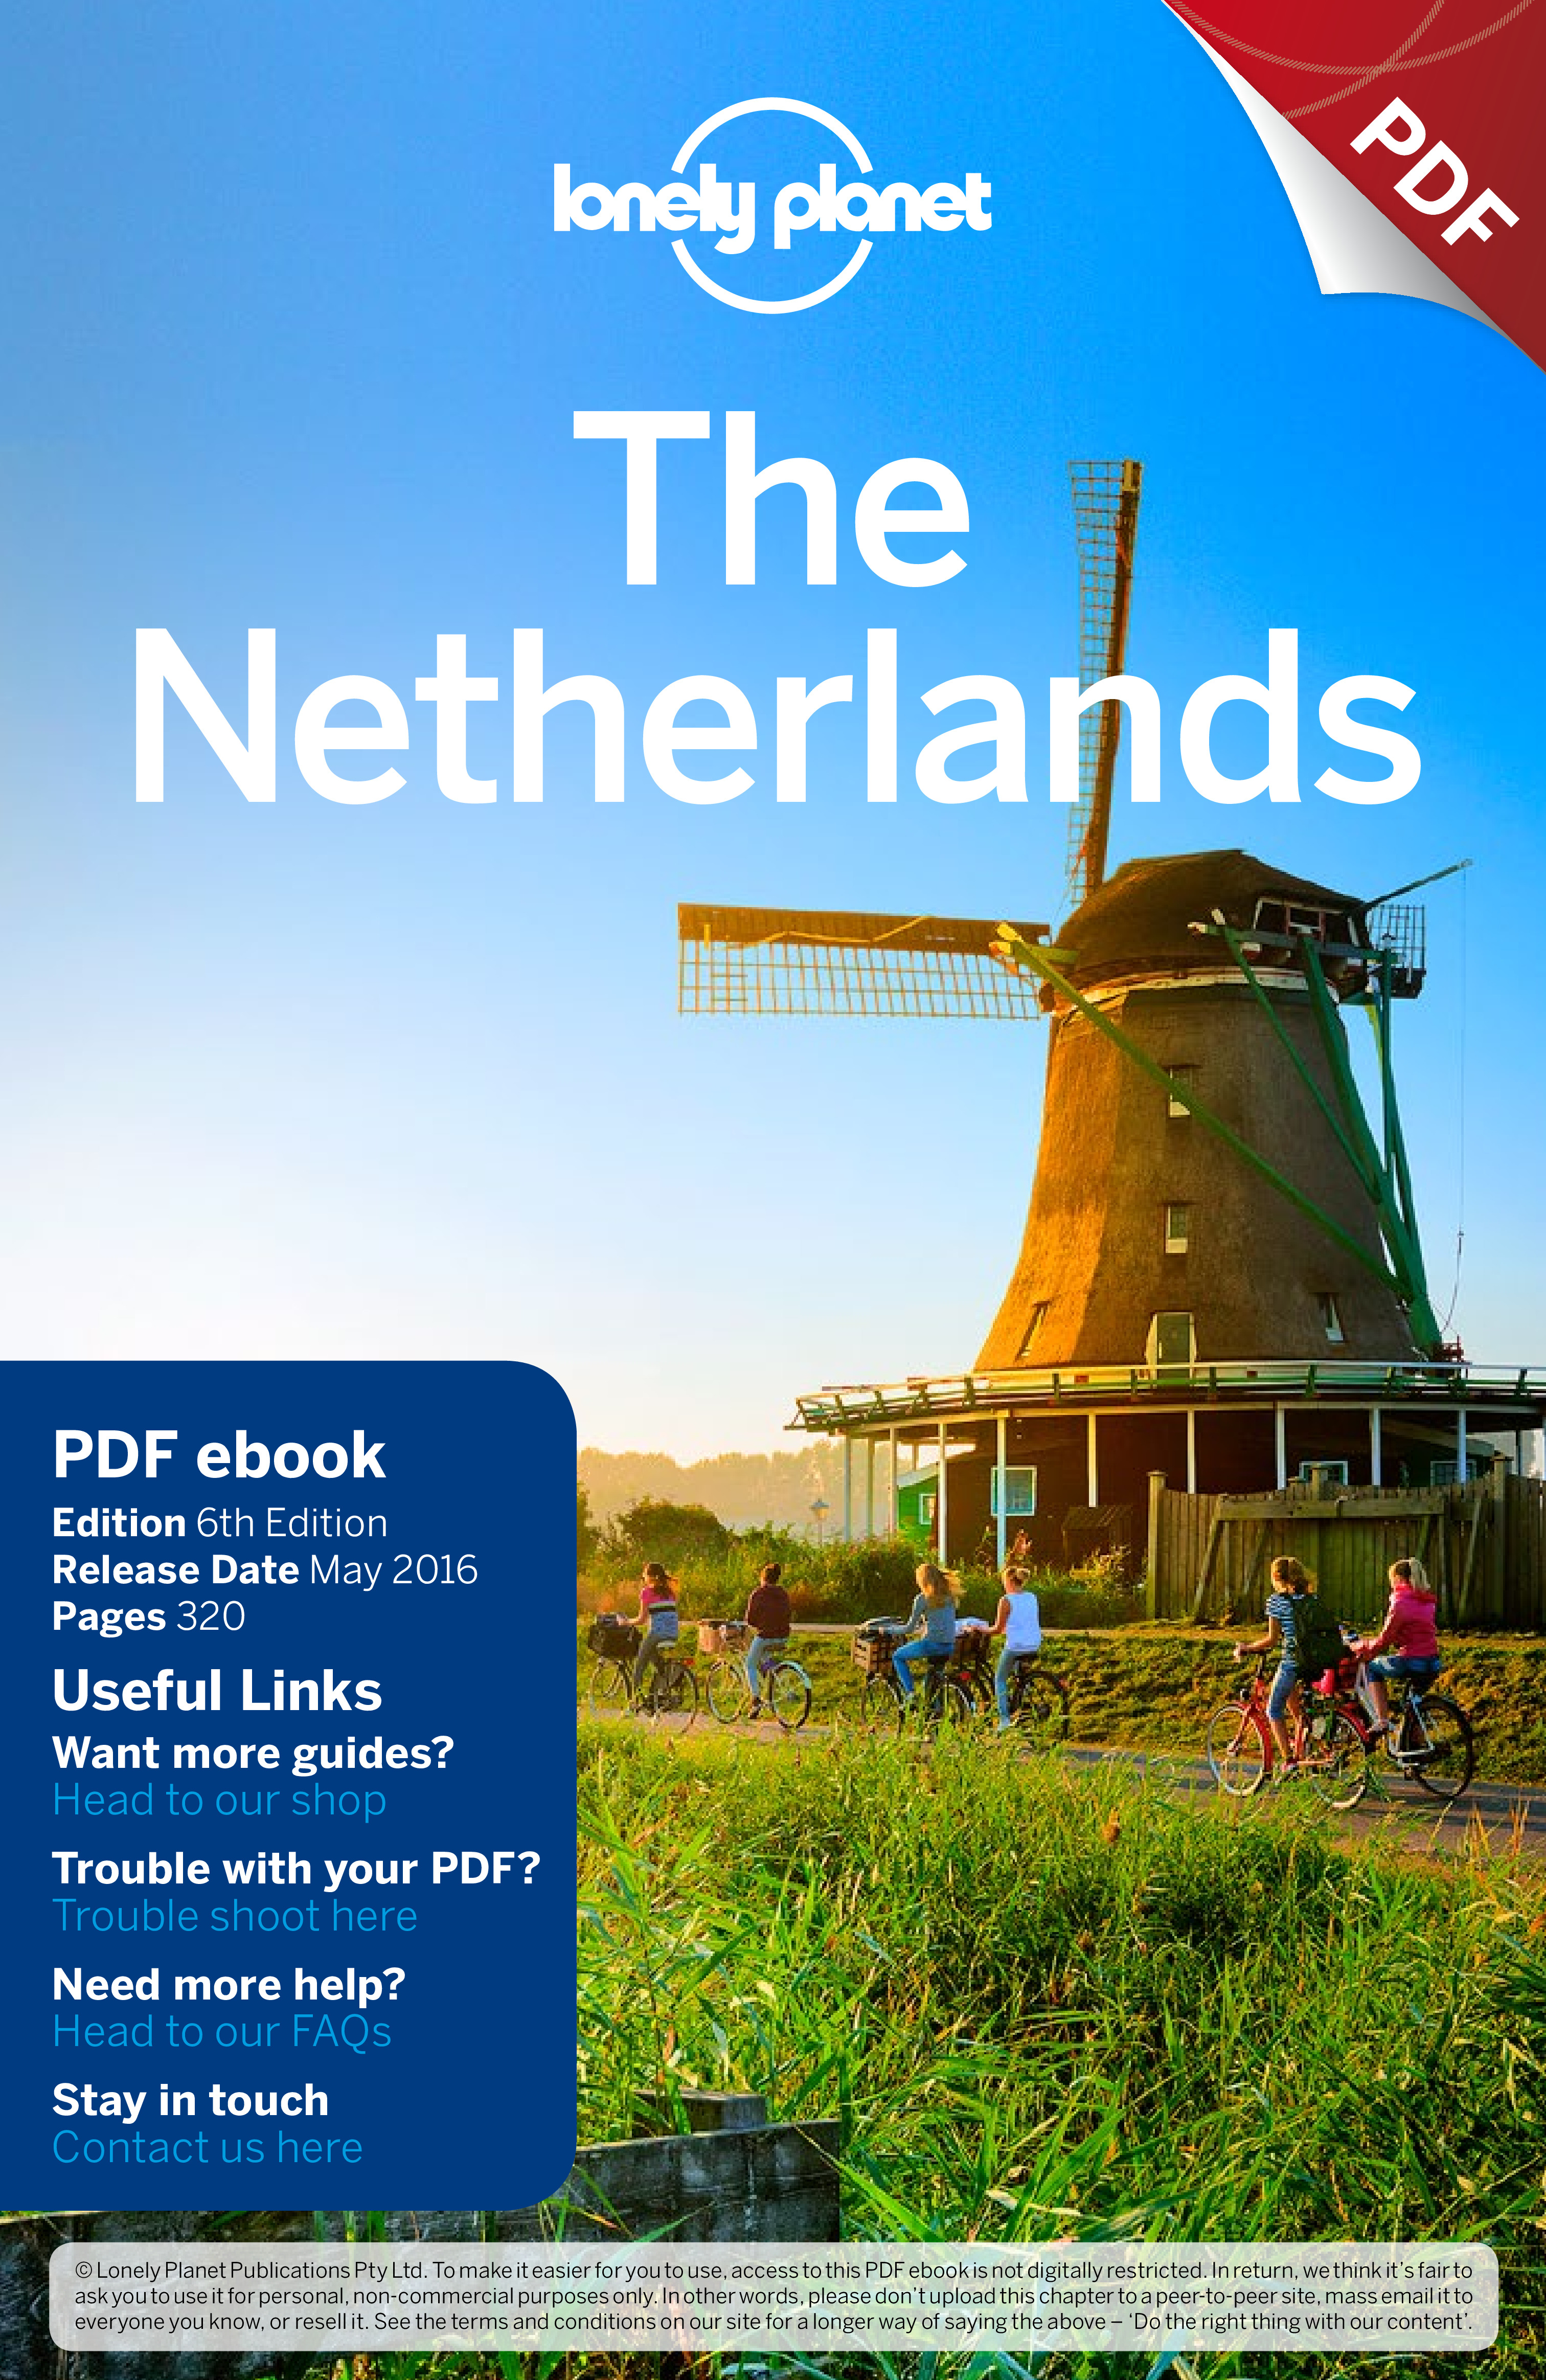 PDF
lonely planet
The
Netherlands
PDF ebook
Edition 6th Edition
Release Date May 2016
Pages 320
Useful Links
Want more guides?
Head to our shop
Trouble with your PDF?
Trouble shoot here
Need more help?
Head to our FAQs
Stay in touch
Contact us here
© Lonely Planet Publications Pty Ltd. To make it easier for you to use, access to this PDF ebook is not digitally restricted. In return, we think it’s fair to
ask you to use it for personal, non-commercial purposes only. In other words, please don’t upload this chapter to a peer-to-peer site, mass email it to
everyone you know, or resell it. See the terms and conditions on our site for a longer way of saying the above – ‘Do the right thing with our content’.